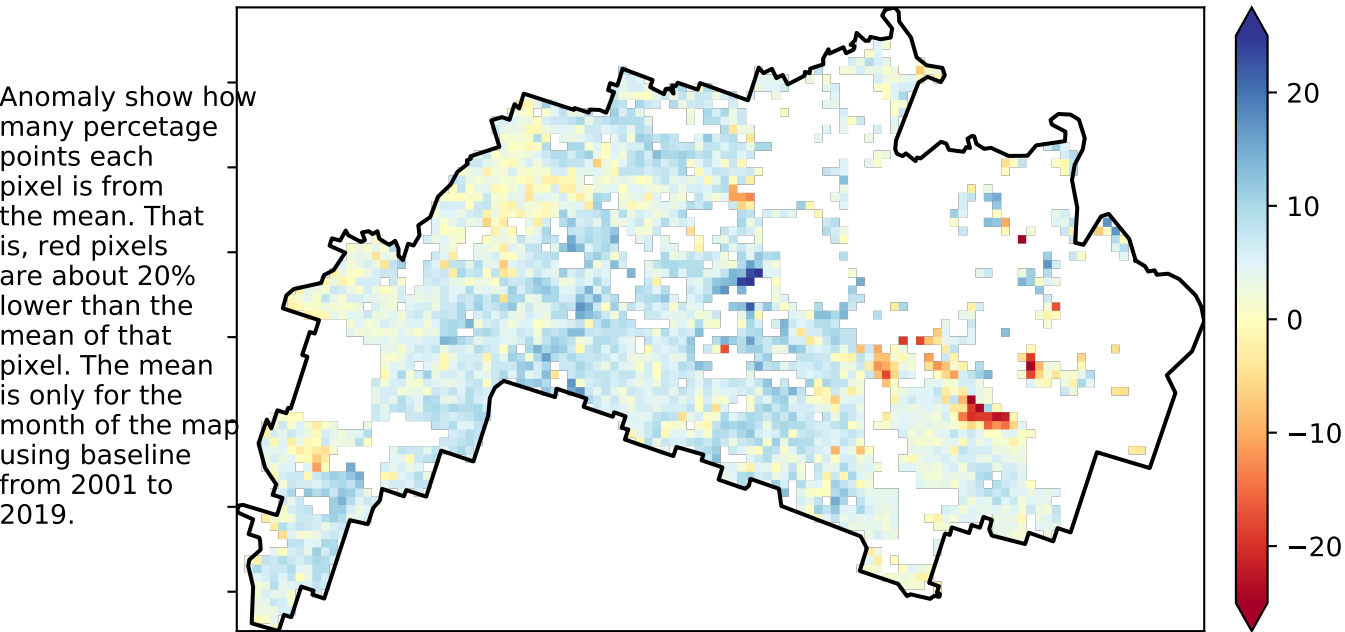 Anomaly show how
many percetage
points each
pixel is from
the mean. That
is, red pixels
are about 20%
lower than the
mean of that
pixel. The mean
is only for the
month of the map
using baseline
from 2001 to
2019.
20
10
0
−10
−20